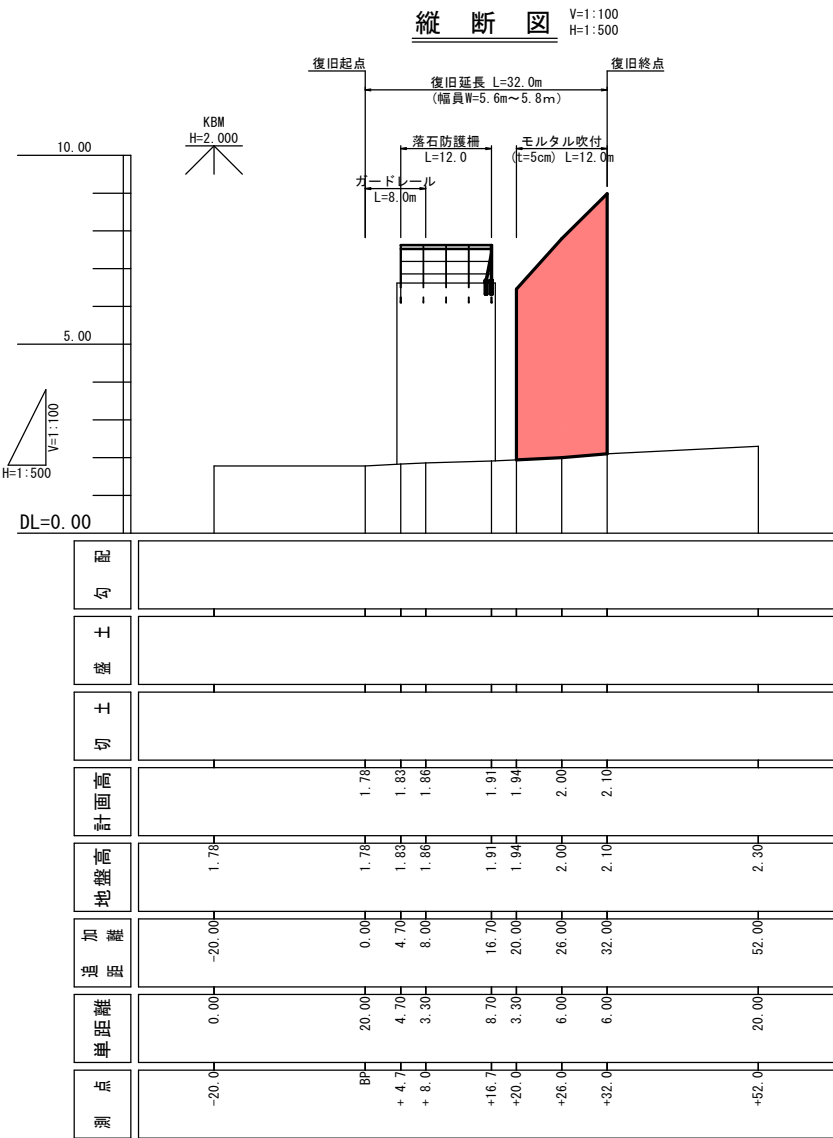 縦断図
V=1:100
H=1:500
復旧起点
復旧終点
復旧延長 L=32.0m
(幅員W=5.6m～5.8m)
KBM
H=2.000
落石防護柵
L=12.0
モルタル吹付
(t=5cm) L=12.0m
ガードレール
L=8.0m
10.00
5.00
V=1:100
H=1:500
DL=0.00
勾配
盛土
切土
計画高
1.78 1.83 1.86 1.91 1.94 2.00 2.10
地盤高
1.78 1.78 1.83 1.86 1.91 1.94 2.00 2.10 2.30
追加距離
-20.00 0.00 4.70 8.00 16.70 20.00 26.00 32.00 52.00
単距離
0.00 20.00 4.70 3.30 8.70 3.30 6.00 6.00 20.00
測点
-20.0 BP + 4.7 + 8.0 +16.7 +20.0 +26.0 +32.0 +52.0